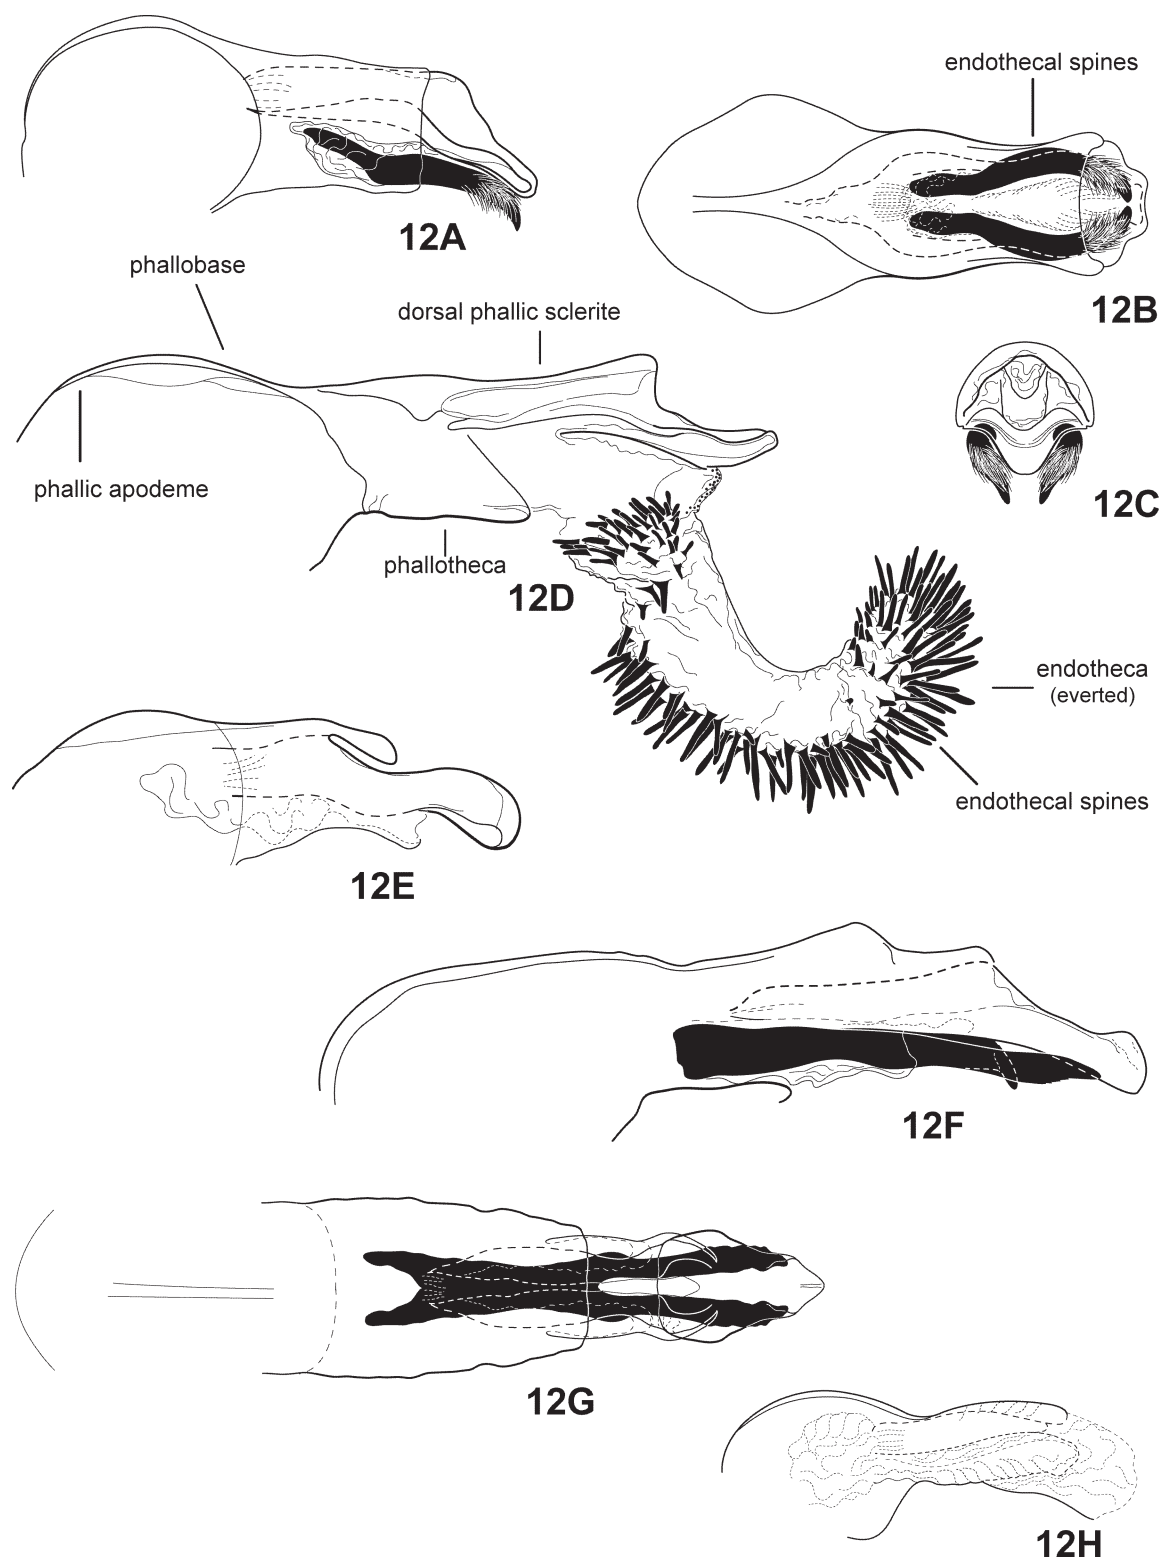 endothecal spines
12A
phallobase
12B
dorsal phallic sclerite
phallic apodeme
12C
phallotheca
12D
endotheca
(everted)
endothecal spines
12E
12F
12G
12H